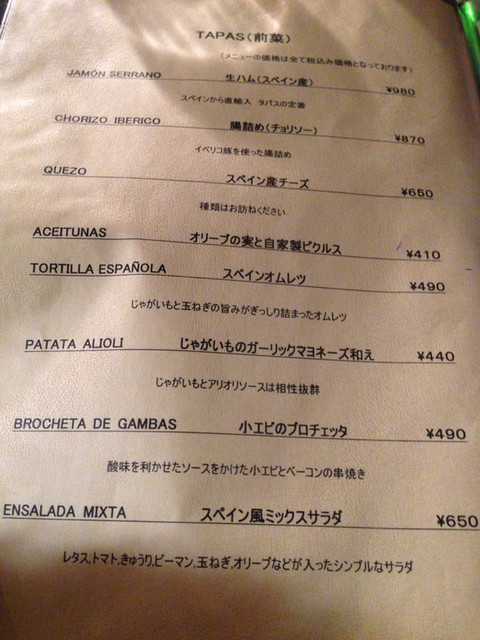 TAPAS(前菜)
(メニューの価格は全て税込み価格となっております)
JAMÓN SERRANO 生ハム(スペイン産) ¥980
スペインから直輸入 タパスの定番
CHORIZO IBERICO 腸詰め(チョリソー) ¥870
イベリコ豚を使った腸詰め
QUEZO スペイン産チーズ ¥650
種類はお訪ねください
ACEITUNAS オリーブの実と自家製ピクルス ¥410
TORTILLA ESPAÑOLA スペインオムレツ ¥490
じゃがいもと玉ねぎの旨みがぎっしり詰まったオムレツ
PATATA ALIOLI じゃがいものガーリックマヨネーズ和え ¥440
じゃがいもとアリオリソースは相性抜群
BROCHETA DE GAMBAS 小エビのブロチェッタ ¥490
酸味を利かせたソースをかけた小エビとベーコンの串焼き
ENSALADA MIXTA スペイン風ミックスサラダ ¥650
レタス,トマト,きゅうり,ピーマン,玉ねぎ,オリーブなどが入ったシンプルなサラダ